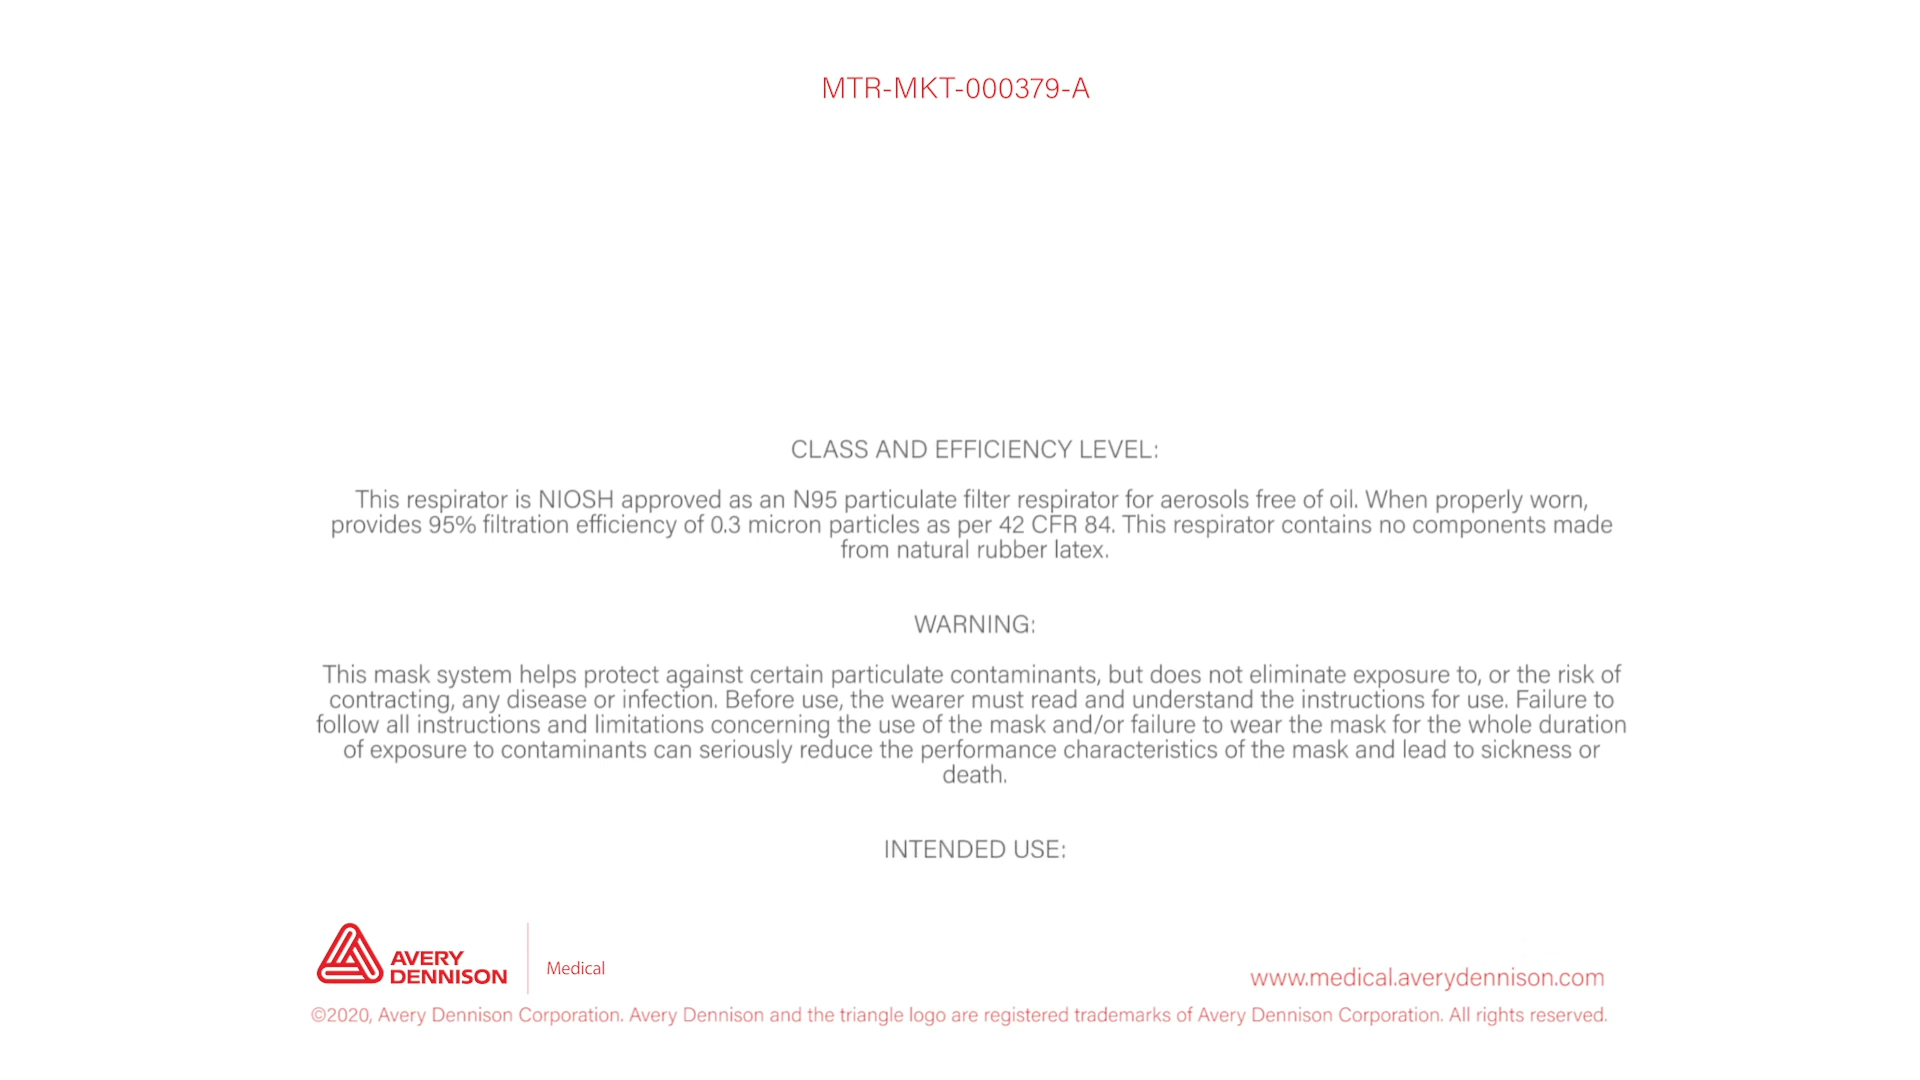 MTR-MKT-000379-A
CLASS AND EFFICIENCY LEVEL:
This respirator is NIOSH approved as an N95 particulate filter respirator for aerosols free of oil. When properly worn,
provides 95% filtration efficiency of 0.3 micron particles as per 42 CFR 84. This respirator contains no components made
from natural rubber latex.
WARNING:
This mask system helps protect against certain particulate contaminants, but does not eliminate exposure to, or the risk of
contracting, any disease or infection. Before use, the wearer must read and understand the instructions for use. Failure to
follow all instructions and limitations concerning the use of the mask and/or failure to wear the mask for the whole duration
of exposure to contaminants can seriously reduce the performance characteristics of the mask and lead to sickness or
death.
INTENDED USE:
AVERY
DENNISON
Medical
www.medical.averydennison.com
©2020, Avery Dennison Corporation. Avery Dennison and the triangle logo are registered trademarks of Avery Dennison Corporation. All rights reserved.